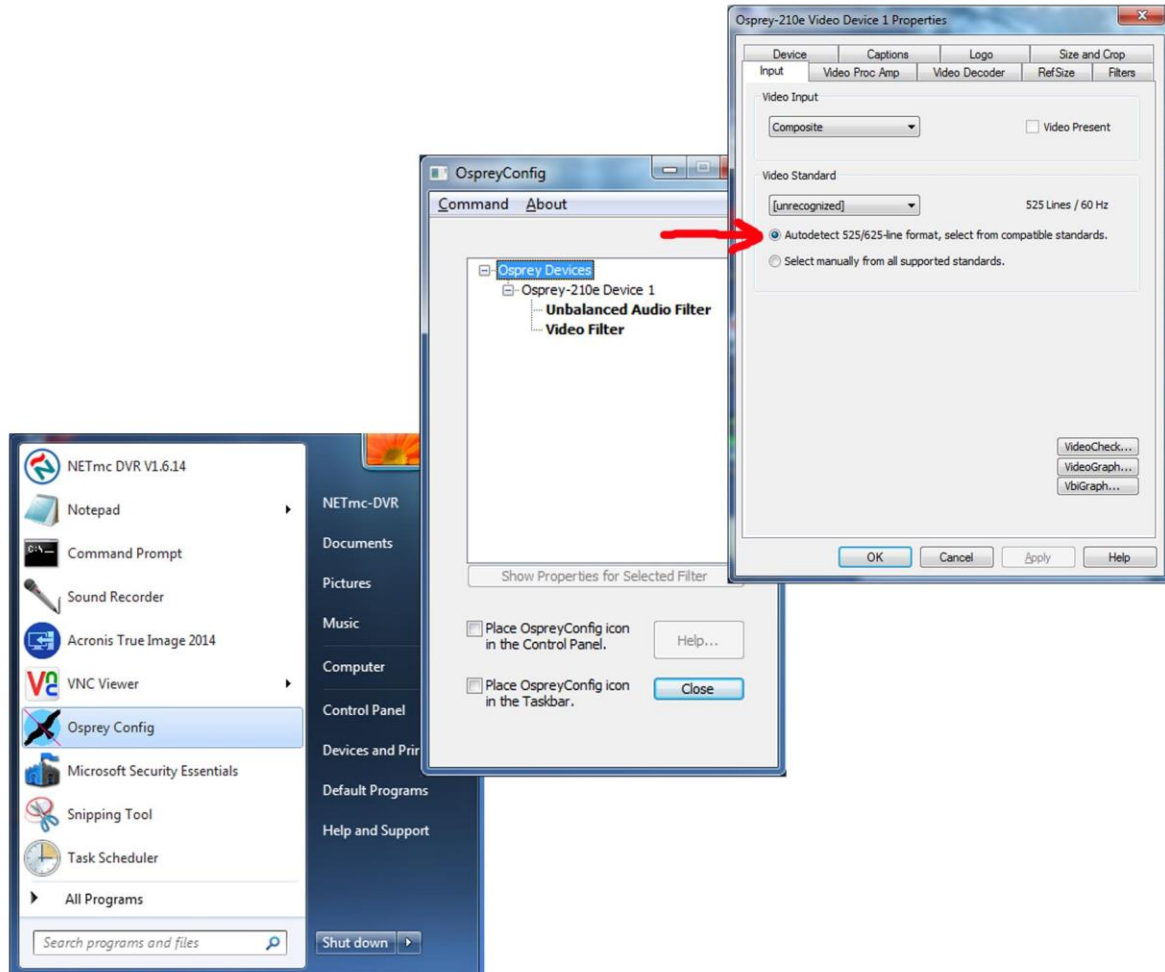 NETmc DVR V1.6.14
Notepad
Command Prompt
Sound Recorder
Acronis True Image 2014
VNC Viewer
Osprey Config
Microsoft Security Essentials
Snipping Tool
Task Scheduler
All Programs
Search programs and files
NETmc-DVR
Documents
Pictures
Music
Computer
Control Panel
Devices and Prin
Default Programs
Help and Support
Shut down
OspreyConfig
Command About
Osprey Devices
Osprey-210e Device 1
Unbalanced Audio Filter
Video Filter
Show Properties for Selected Filter
Place OspreyConfig icon
in the Control Panel.
Help...
Place OspreyConfig icon
in the Taskbar.
Close
Osprey-210e Video Device 1 Properties
Device Captions Logo Size and Crop
Input Video Proc Amp Video Decoder RefSize Filters
Video Input
Composite Video Present
Video Standard
[unrecognized] 525 Lines / 60 Hz
Autodetect 525/625-line format, select from compatible standards.
Select manually from all supported standards.
VideoCheck...
VideoGraph...
VbiGraph...
OK Cancel Apply Help